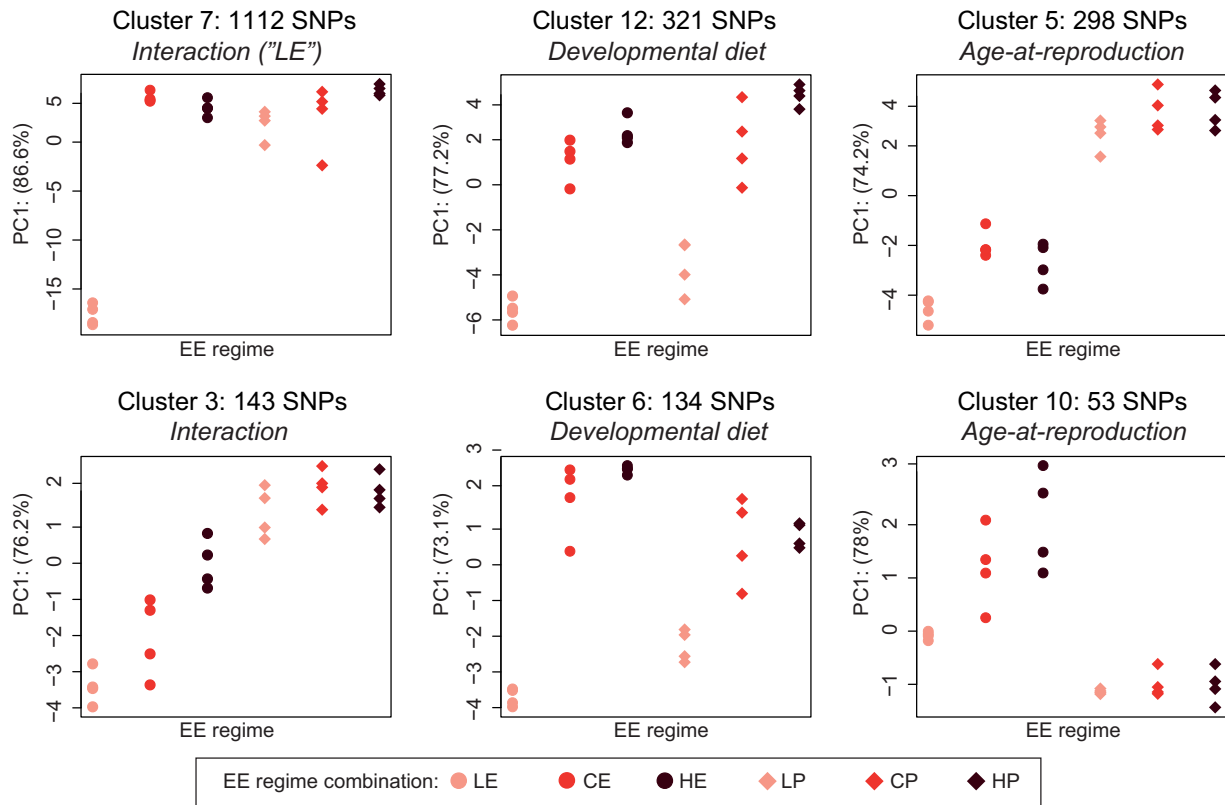 Cluster 7: 1112 SNPs
Interaction ("LE")
PC1: (86.6%)
5
0
−5
−10
−15
EE regime
Cluster 12: 321 SNPs
Developmental diet
PC1: (77.2%)
4
2
0
−2
−4
−6
EE regime
Cluster 5: 298 SNPs
Age-at-reproduction
PC1: (74.2%)
4
2
0
−2
−4
EE regime
Cluster 3: 143 SNPs
Interaction
PC1: (76.2%)
2
1
0
−1
−2
−3
−4
EE regime
Cluster 6: 134 SNPs
Developmental diet
PC1: (73.1%)
3
2
1
0
−1
−2
−3
−4
EE regime
Cluster 10: 53 SNPs
Age-at-reproduction
PC1: (78%)
3
2
1
0
−1
EE regime
EE regime combination: LE CE HE LP CP HP